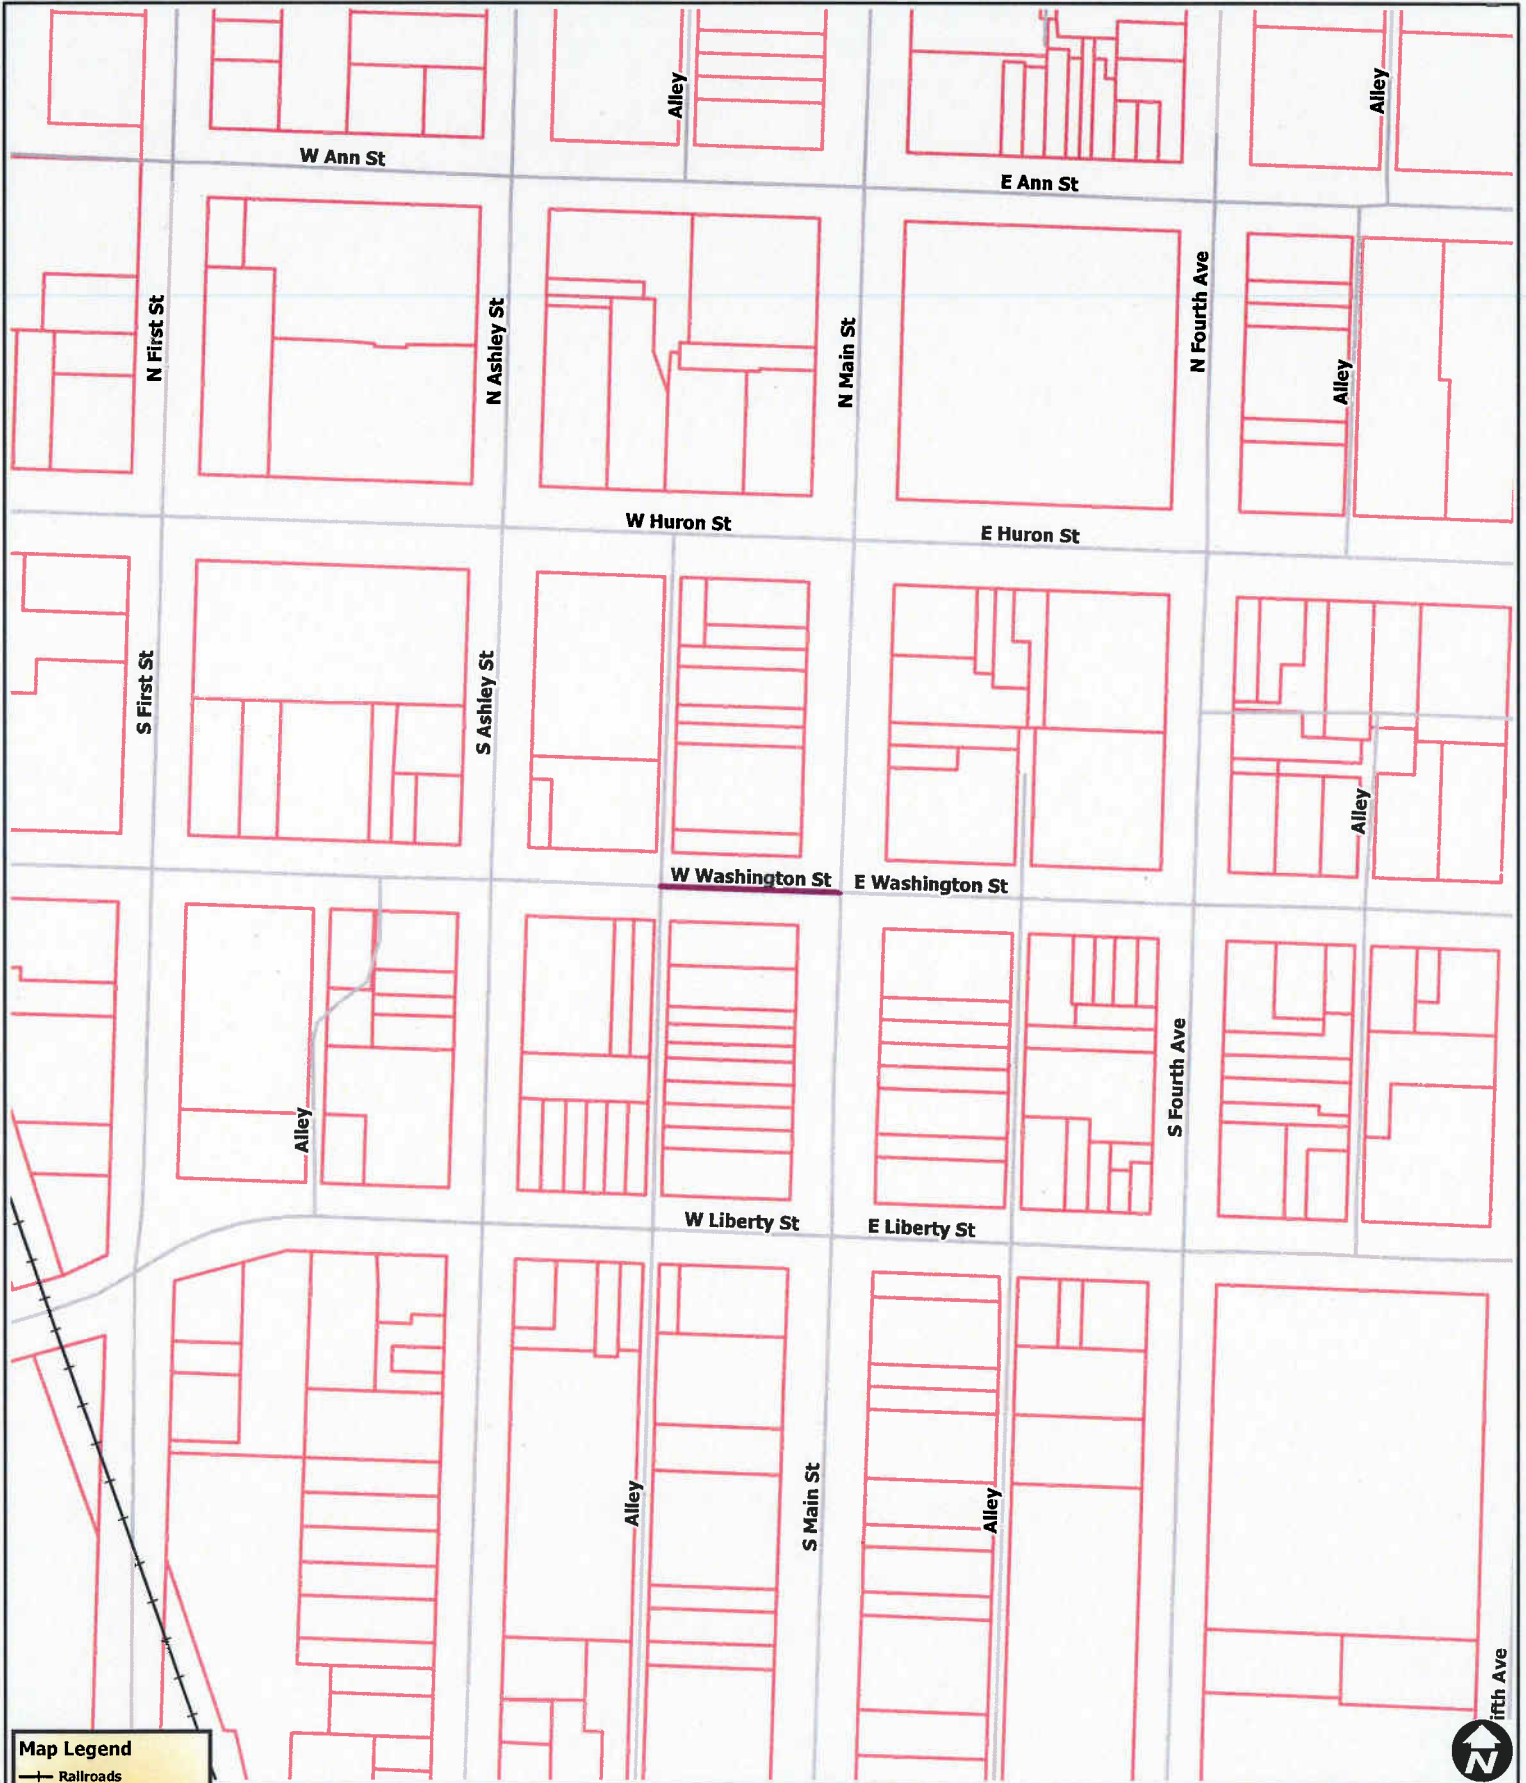 Alley
Alley
W Ann St
E Ann St
N First St
N Ashley St
N Main St
N Fourth Ave
Alley
W Huron St
E Huron St
S First St
S Ashley St
Alley
W Washington St
E Washington St
Alley
S Fourth Ave
W Liberty St
E Liberty St
Alley
S Main St
Alley
ifth Ave
Map Legend
Railroads
N